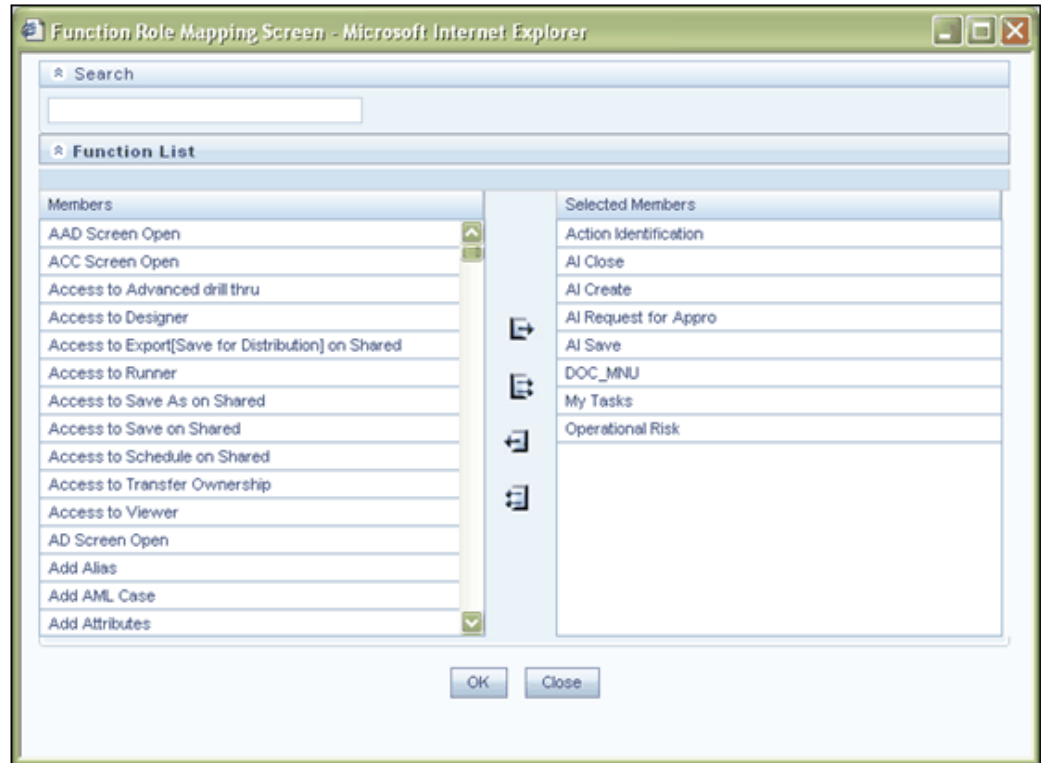 Function Role Mapping Screen - Microsoft Internet Explorer
Search
Function List
Members
AAD Screen Open
ACC Screen Open
Access to Advanced drill thru
Access to Designer
Access to Export[Save for Distribution] on Shared
Access to Runner
Access to Save As on Shared
Access to Save on Shared
Access to Schedule on Shared
Access to Transfer Ownership
Access to Viewer
AD Screen Open
Add Alias
Add AML Case
Add Attributes
Selected Members
Action Identification
AI Close
AI Create
AI Request for Appro
AI Save
DOC_MNU
My Tasks
Operational Risk
OK
Close